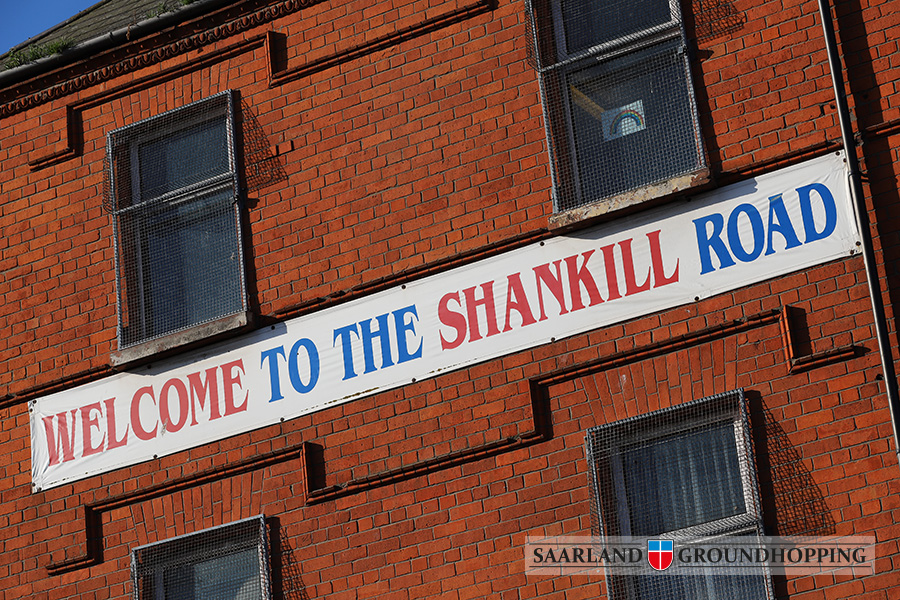 WELCOME TO THE SHANKILL ROAD
SAARLAND GROUNDHOPPING